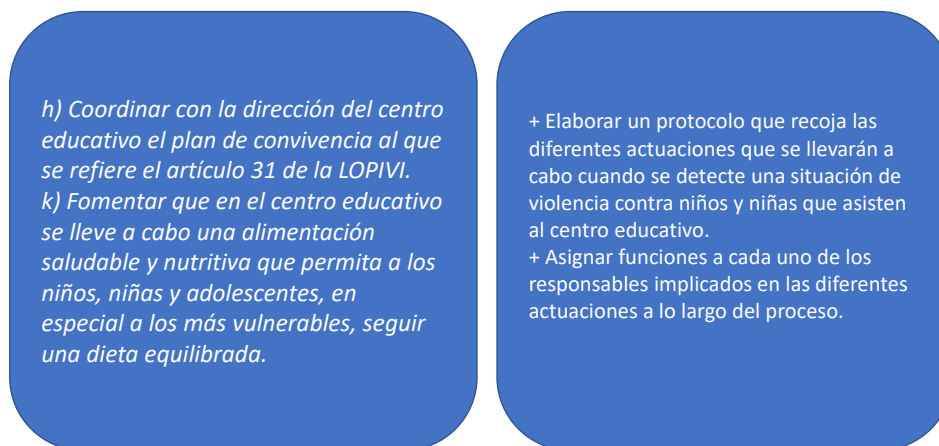 h) Coordinar con la dirección del centro
educativo el plan de convivencia al que
se refiere el artículo 31 de la LOPIVI.
k) Fomentar que en el centro educativo
se lleve a cabo una alimentación
saludable y nutritiva que permita a los
niños, niñas y adolescentes, en
especial a los más vulnerables, seguir
una dieta equilibrada.
+ Elaborar un protocolo que recoja las
diferentes actuaciones que se llevarán a
cabo cuando se detecte una situación de
violencia contra niños y niñas que asisten
al centro educativo.
+ Asignar funciones a cada uno de los
responsables implicados en las diferentes
actuaciones a lo largo del proceso.